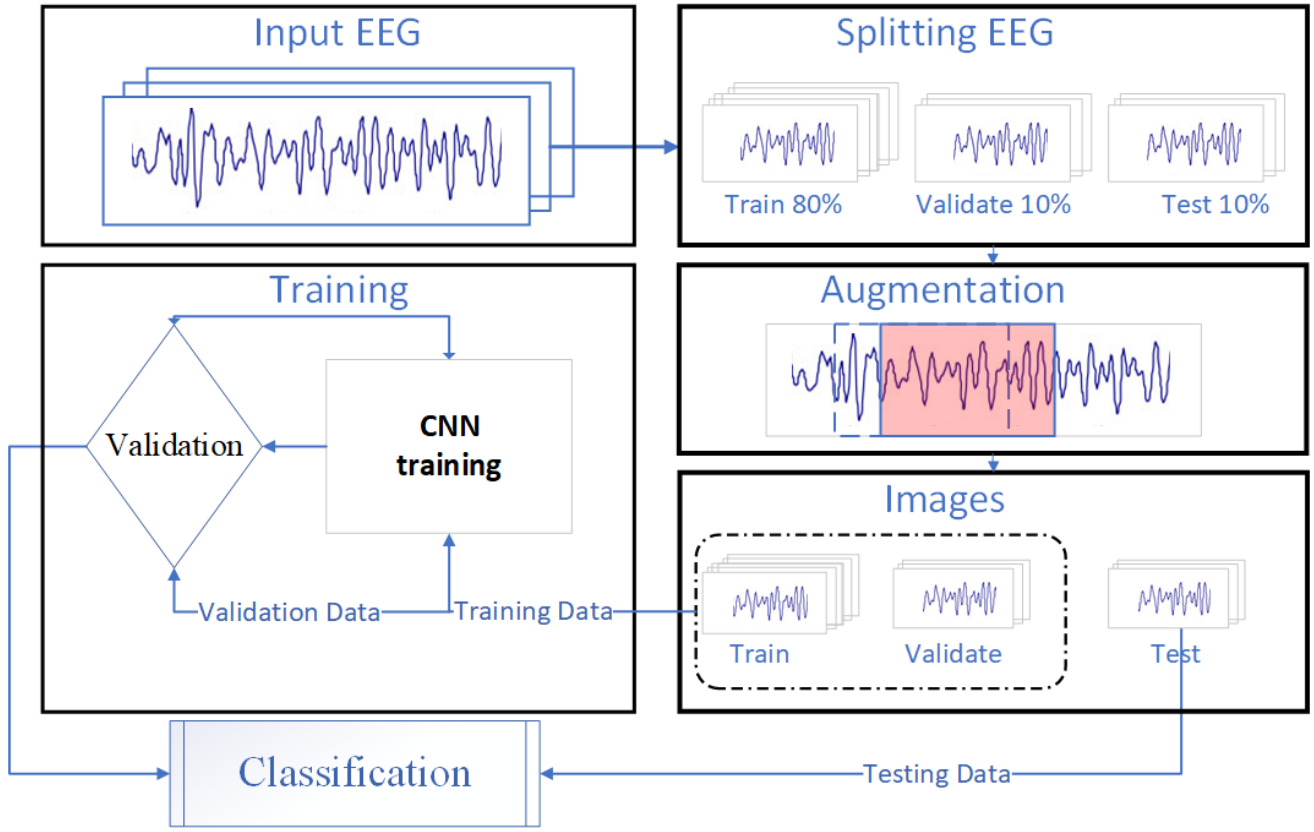 Input EEG
Splitting EEG
Train 80%
Validate 10%
Test 10%
Training
Augmentation
Validation
CNN
training
Images
Validation Data
Training Data
Train
Validate
Test
Classification
Testing Data